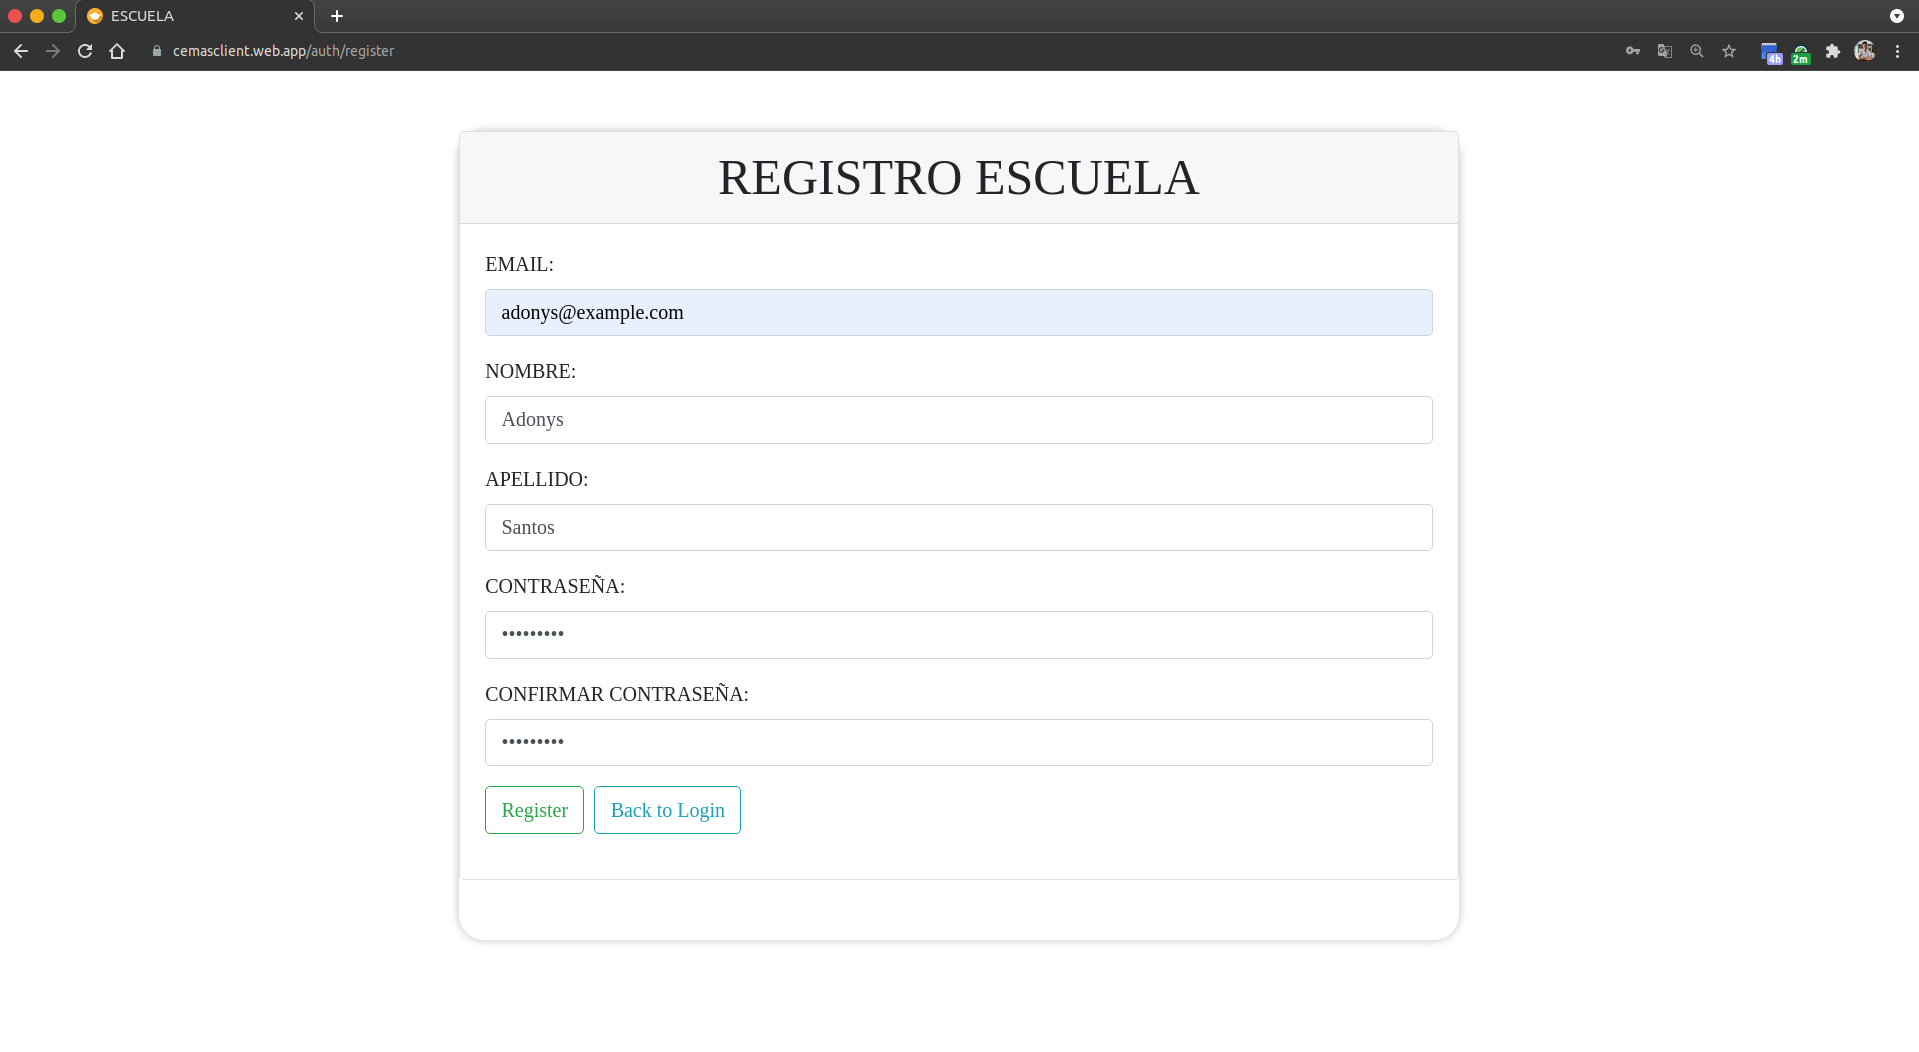 ESCUELA
cemasclient.web.app/auth/register
4h
2m
REGISTRO ESCUELA
EMAIL:
adonys@example.com
NOMBRE:
Adonys
APELLIDO:
Santos
CONTRASEÑA:
•••••••••
CONFIRMAR CONTRASEÑA:
•••••••••
Register
Back to Login